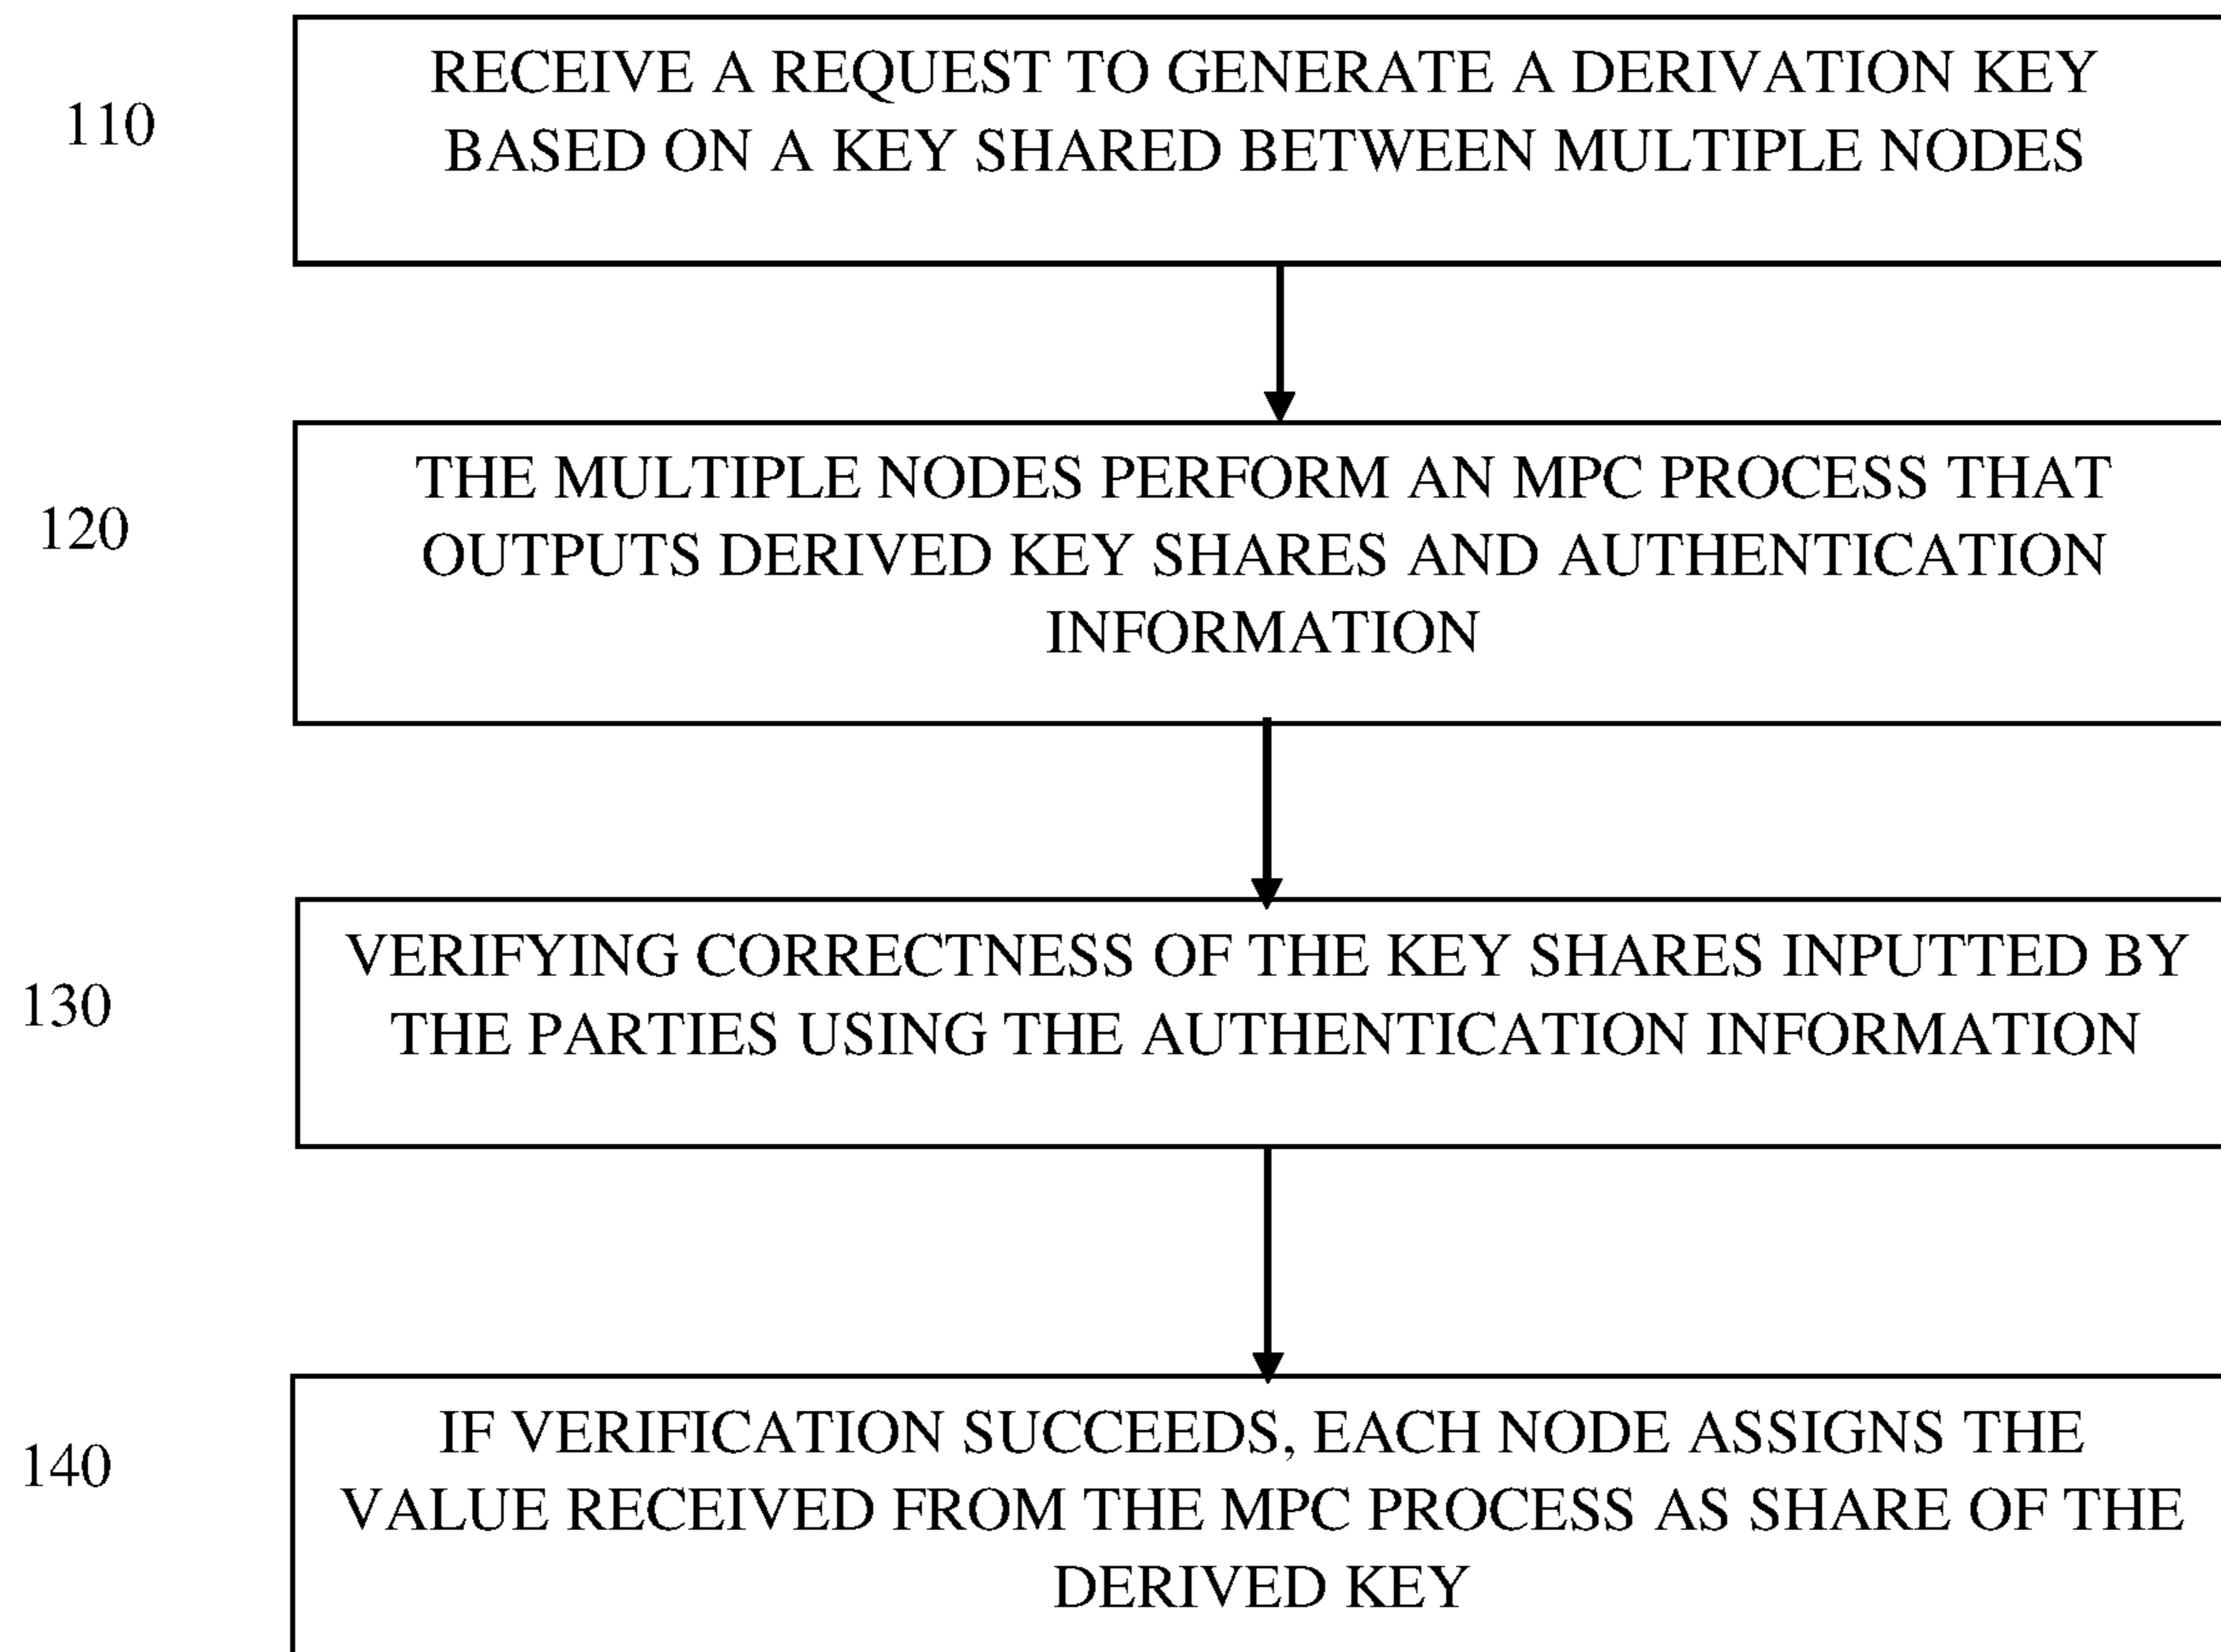 110
RECEIVE A REQUEST TO GENERATE A DERIVATION KEY
BASED ON A KEY SHARED BETWEEN MULTIPLE NODES
120
THE MULTIPLE NODES PERFORM AN MPC PROCESS THAT
OUTPUTS DERIVED KEY SHARES AND AUTHENTICATION
INFORMATION
130
VERIFYING CORRECTNESS OF THE KEY SHARES INPUTTED BY
THE PARTIES USING THE AUTHENTICATION INFORMATION
140
IF VERIFICATION SUCCEEDS, EACH NODE ASSIGNS THE
VALUE RECEIVED FROM THE MPC PROCESS AS SHARE OF THE
DERIVED KEY